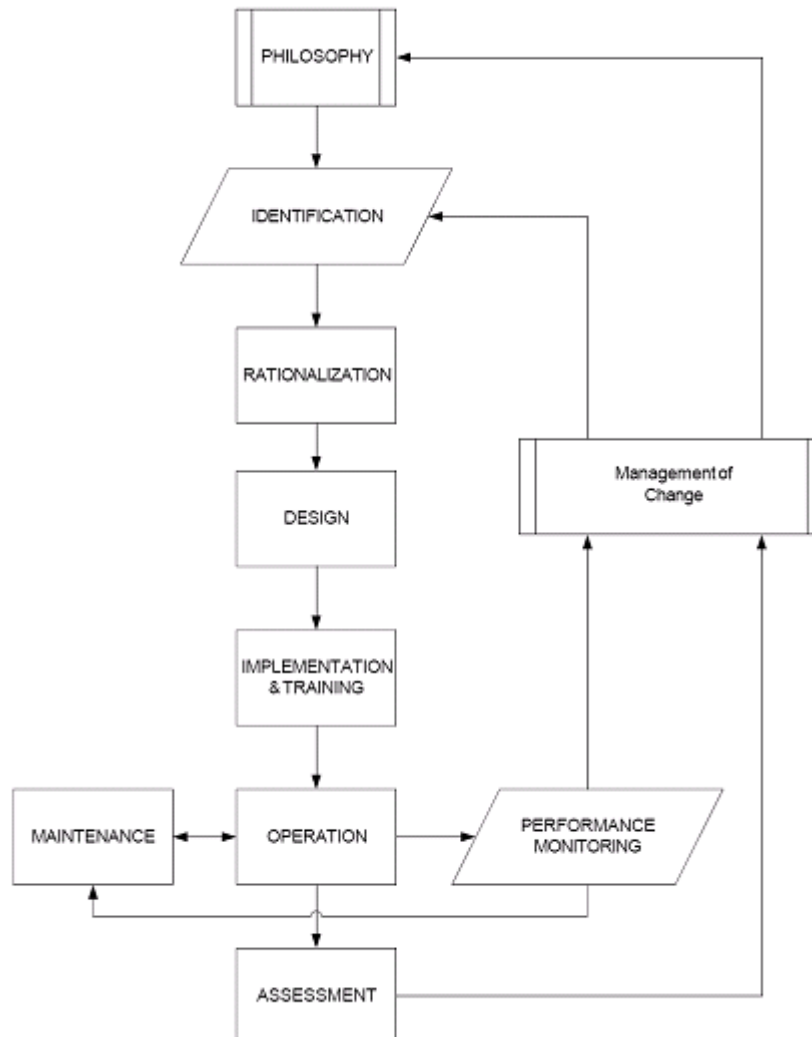 PHILOSOPHY
IDENTIFICATION
RATIONALIZATION
Management of
Change
DESIGN
IMPLEMENTATION
& TRAINING
MAINTENANCE
OPERATION
PERFORMANCE
MONITORING
ASSESSMENT